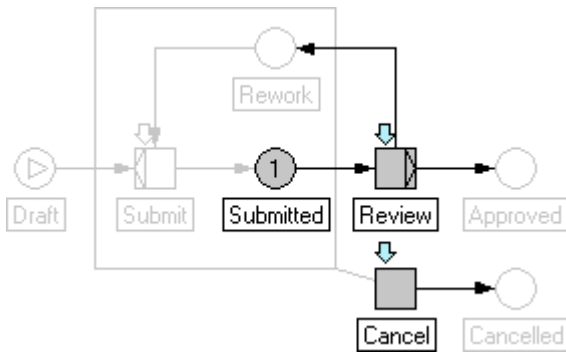 Rework
1
Draft
Submit
Submitted
Review
Approved
Cancel
Cancelled